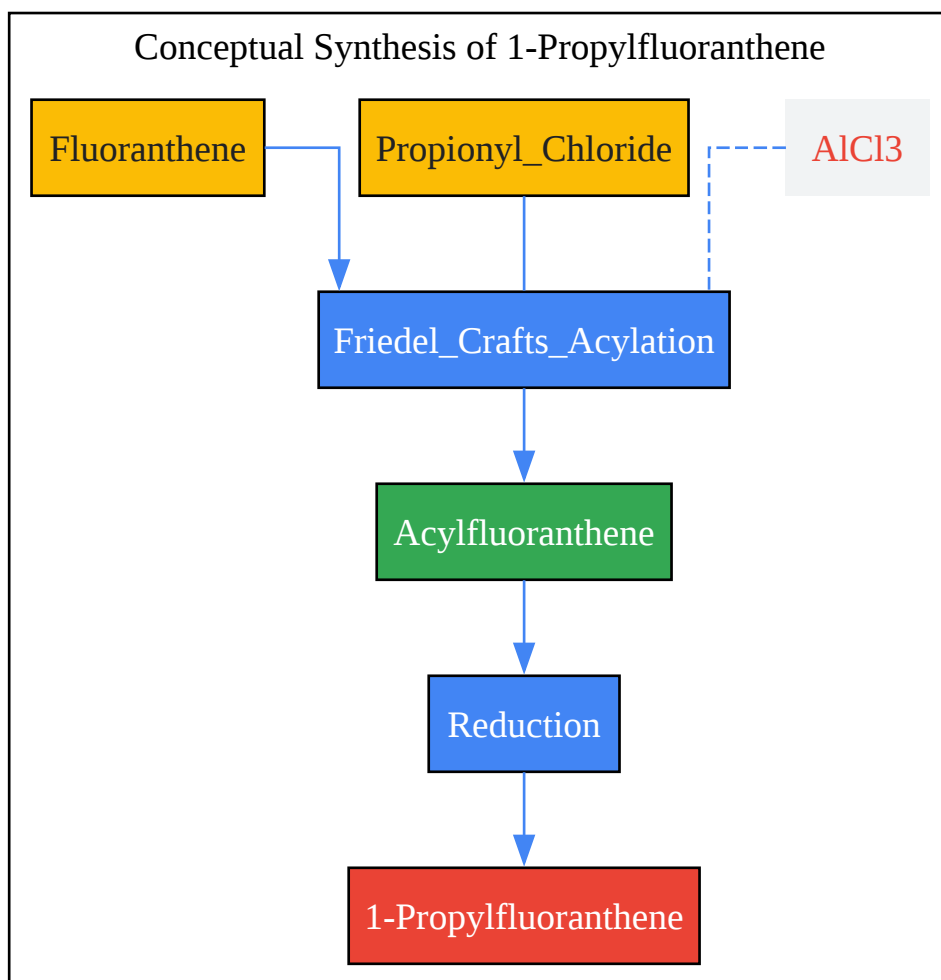 Conceptual Synthesis of 1-Propylfluoranthene
Fluoranthene
Propionyl_Chloride
AlCl3
Friedel_Crafts_Acylation
Acylfluoranthene
Reduction
1-Propylfluoranthene